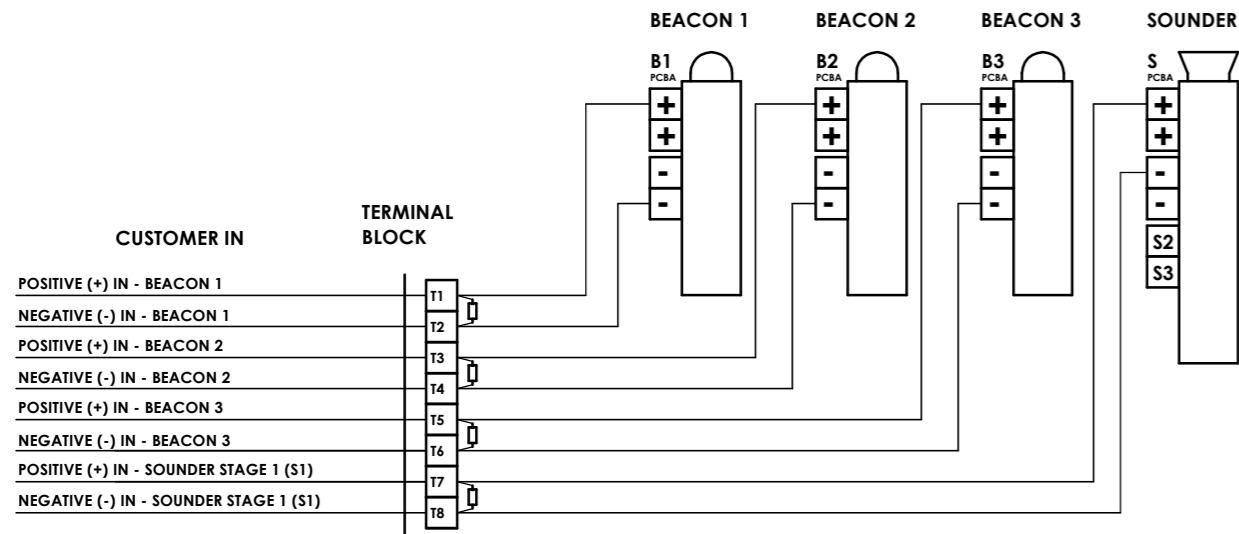 BEACON 1
BEACON 2
BEACON 3
SOUNDER
B1
PCBA
+
+
-
-
B2
PCBA
+
+
-
-
B3
PCBA
+
+
-
-
S
PCBA
+
+
-
-
S2
S3
CUSTOMER IN
TERMINAL
BLOCK
POSITIVE (+) IN - BEACON 1
T1
NEGATIVE (-) IN - BEACON 1
T2
POSITIVE (+) IN - BEACON 2
T3
NEGATIVE (-) IN - BEACON 2
T4
POSITIVE (+) IN - BEACON 3
T5
NEGATIVE (-) IN - BEACON 3
T6
POSITIVE (+) IN - SOUNDER STAGE 1 (S1)
T7
NEGATIVE (-) IN - SOUNDER STAGE 1 (S1)
T8